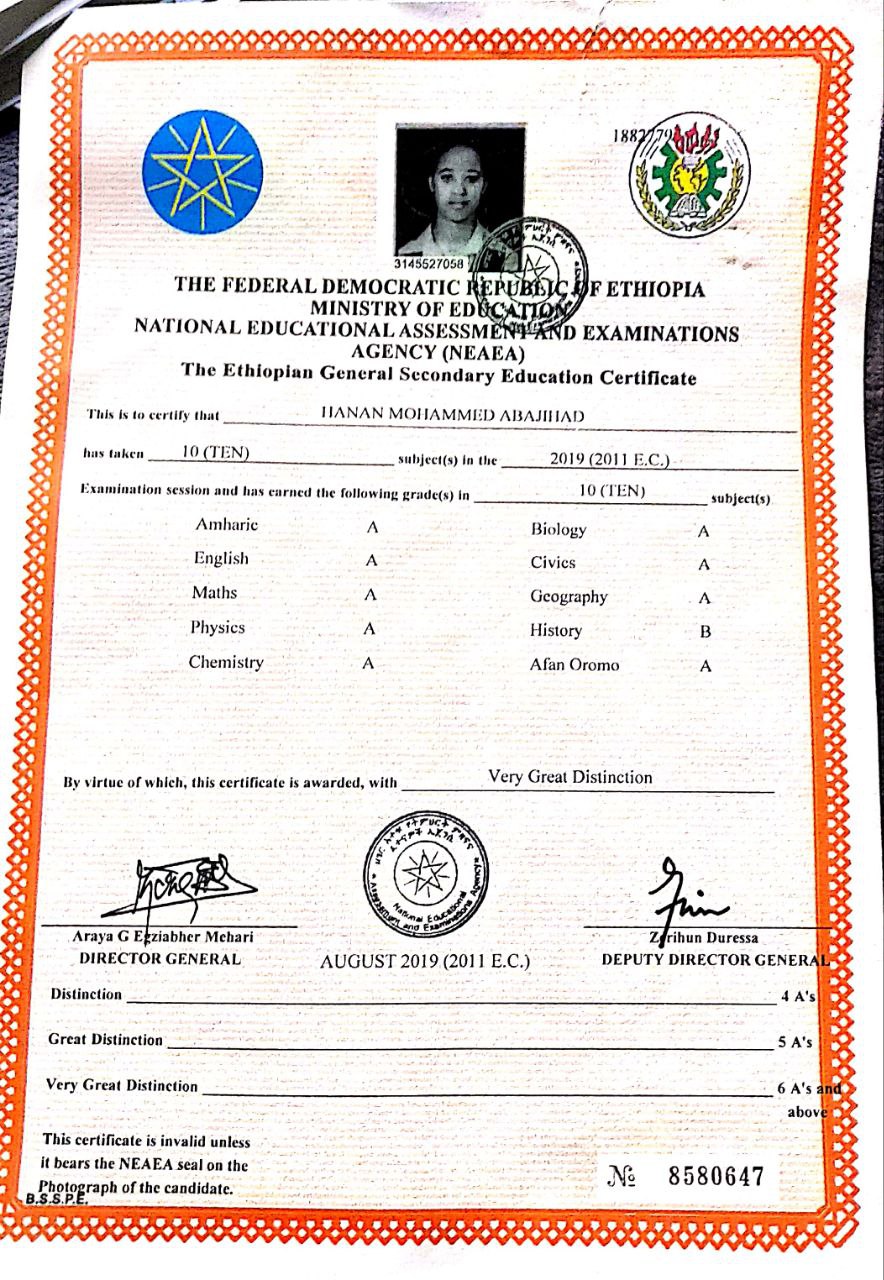 1882779
3145527058
THE FEDERAL DEMOCRATIC REPUBLIC OF ETHIOPIA
MINISTRY OF EDUCATION
NATIONAL EDUCATIONAL ASSESSMENT AND EXAMINATIONS
AGENCY (NEAEA)
The Ethiopian General Secondary Education Certificate
This is to certify that HANAN MOHAMMED ABAJIHAD
has taken 10 (TEN) subject(s) in the 2019 (2011 E.C.)
Examination session and has earned the following grade(s) in 10 (TEN) subject(s)
Amharic A Biology A
English A Civics A
Maths A Geography A
Physics A History B
Chemistry A Afan Oromo A
By virtue of which, this certificate is awarded, with Very Great Distinction
National Educational
Assessment and Examinations Agency
Araya G Egziabher Mehari Zerihun Duressa
DIRECTOR GENERAL AUGUST 2019 (2011 E.C.) DEPUTY DIRECTOR GENERAL
Distinction 4 A's
Great Distinction 5 A's
Very Great Distinction 6 A's and
above
This certificate is invalid unless
it bears the NEAEA seal on the
Photograph of the candidate.
B.S.S.P.E.
№ 8580647